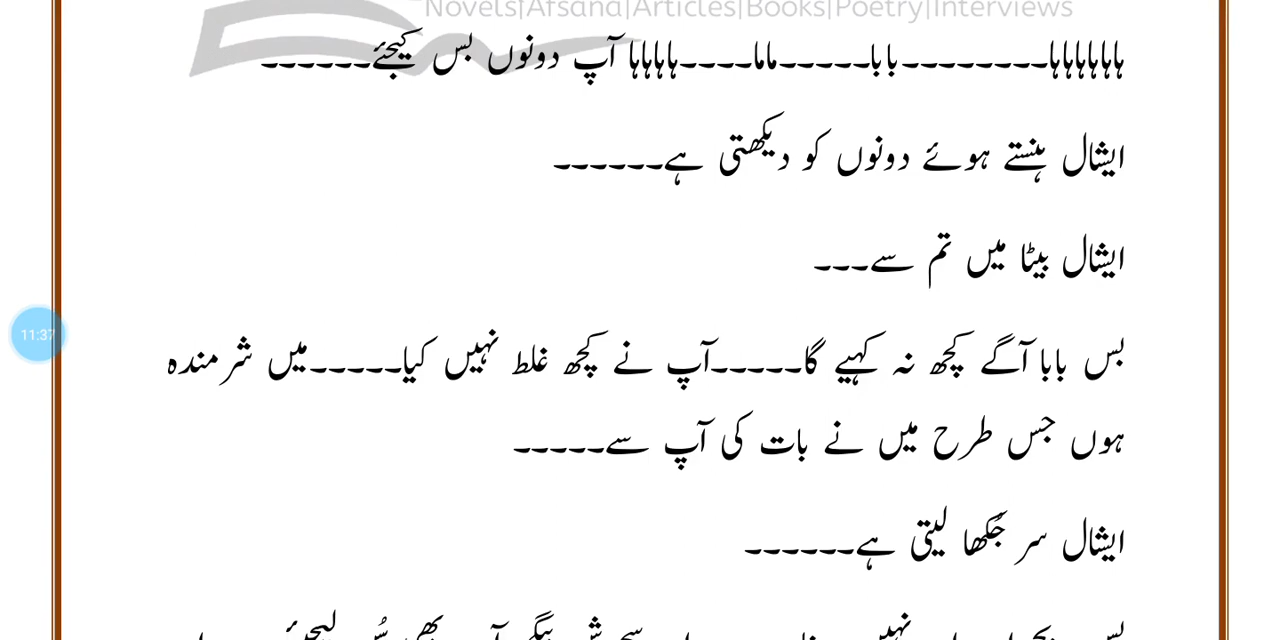 Novels|Afsana|Articles|Books|Poetry|Interviews
ہاہاہاہاہاہا۔۔۔۔۔۔۔۔بابا۔۔۔۔۔ماما۔۔۔۔ہاہاہاہا آپ دونوں بس کیجئے۔۔۔۔۔۔
ایشال ہنستے ہوئے دونوں کو دیکھتی ہے۔۔۔۔۔۔
ایشال بیٹا میں تم سے۔۔۔
11:37
بس بابا آگے کچھ نہ کہیے گا۔۔۔۔۔آپ نے کچھ غلط نہیں کیا۔۔۔۔۔میں شرمندہ
ہوں جس طرح میں نے بات کی آپ سے۔۔۔۔۔
ایشال سر جُکھا لیتی ہے۔۔۔۔۔۔